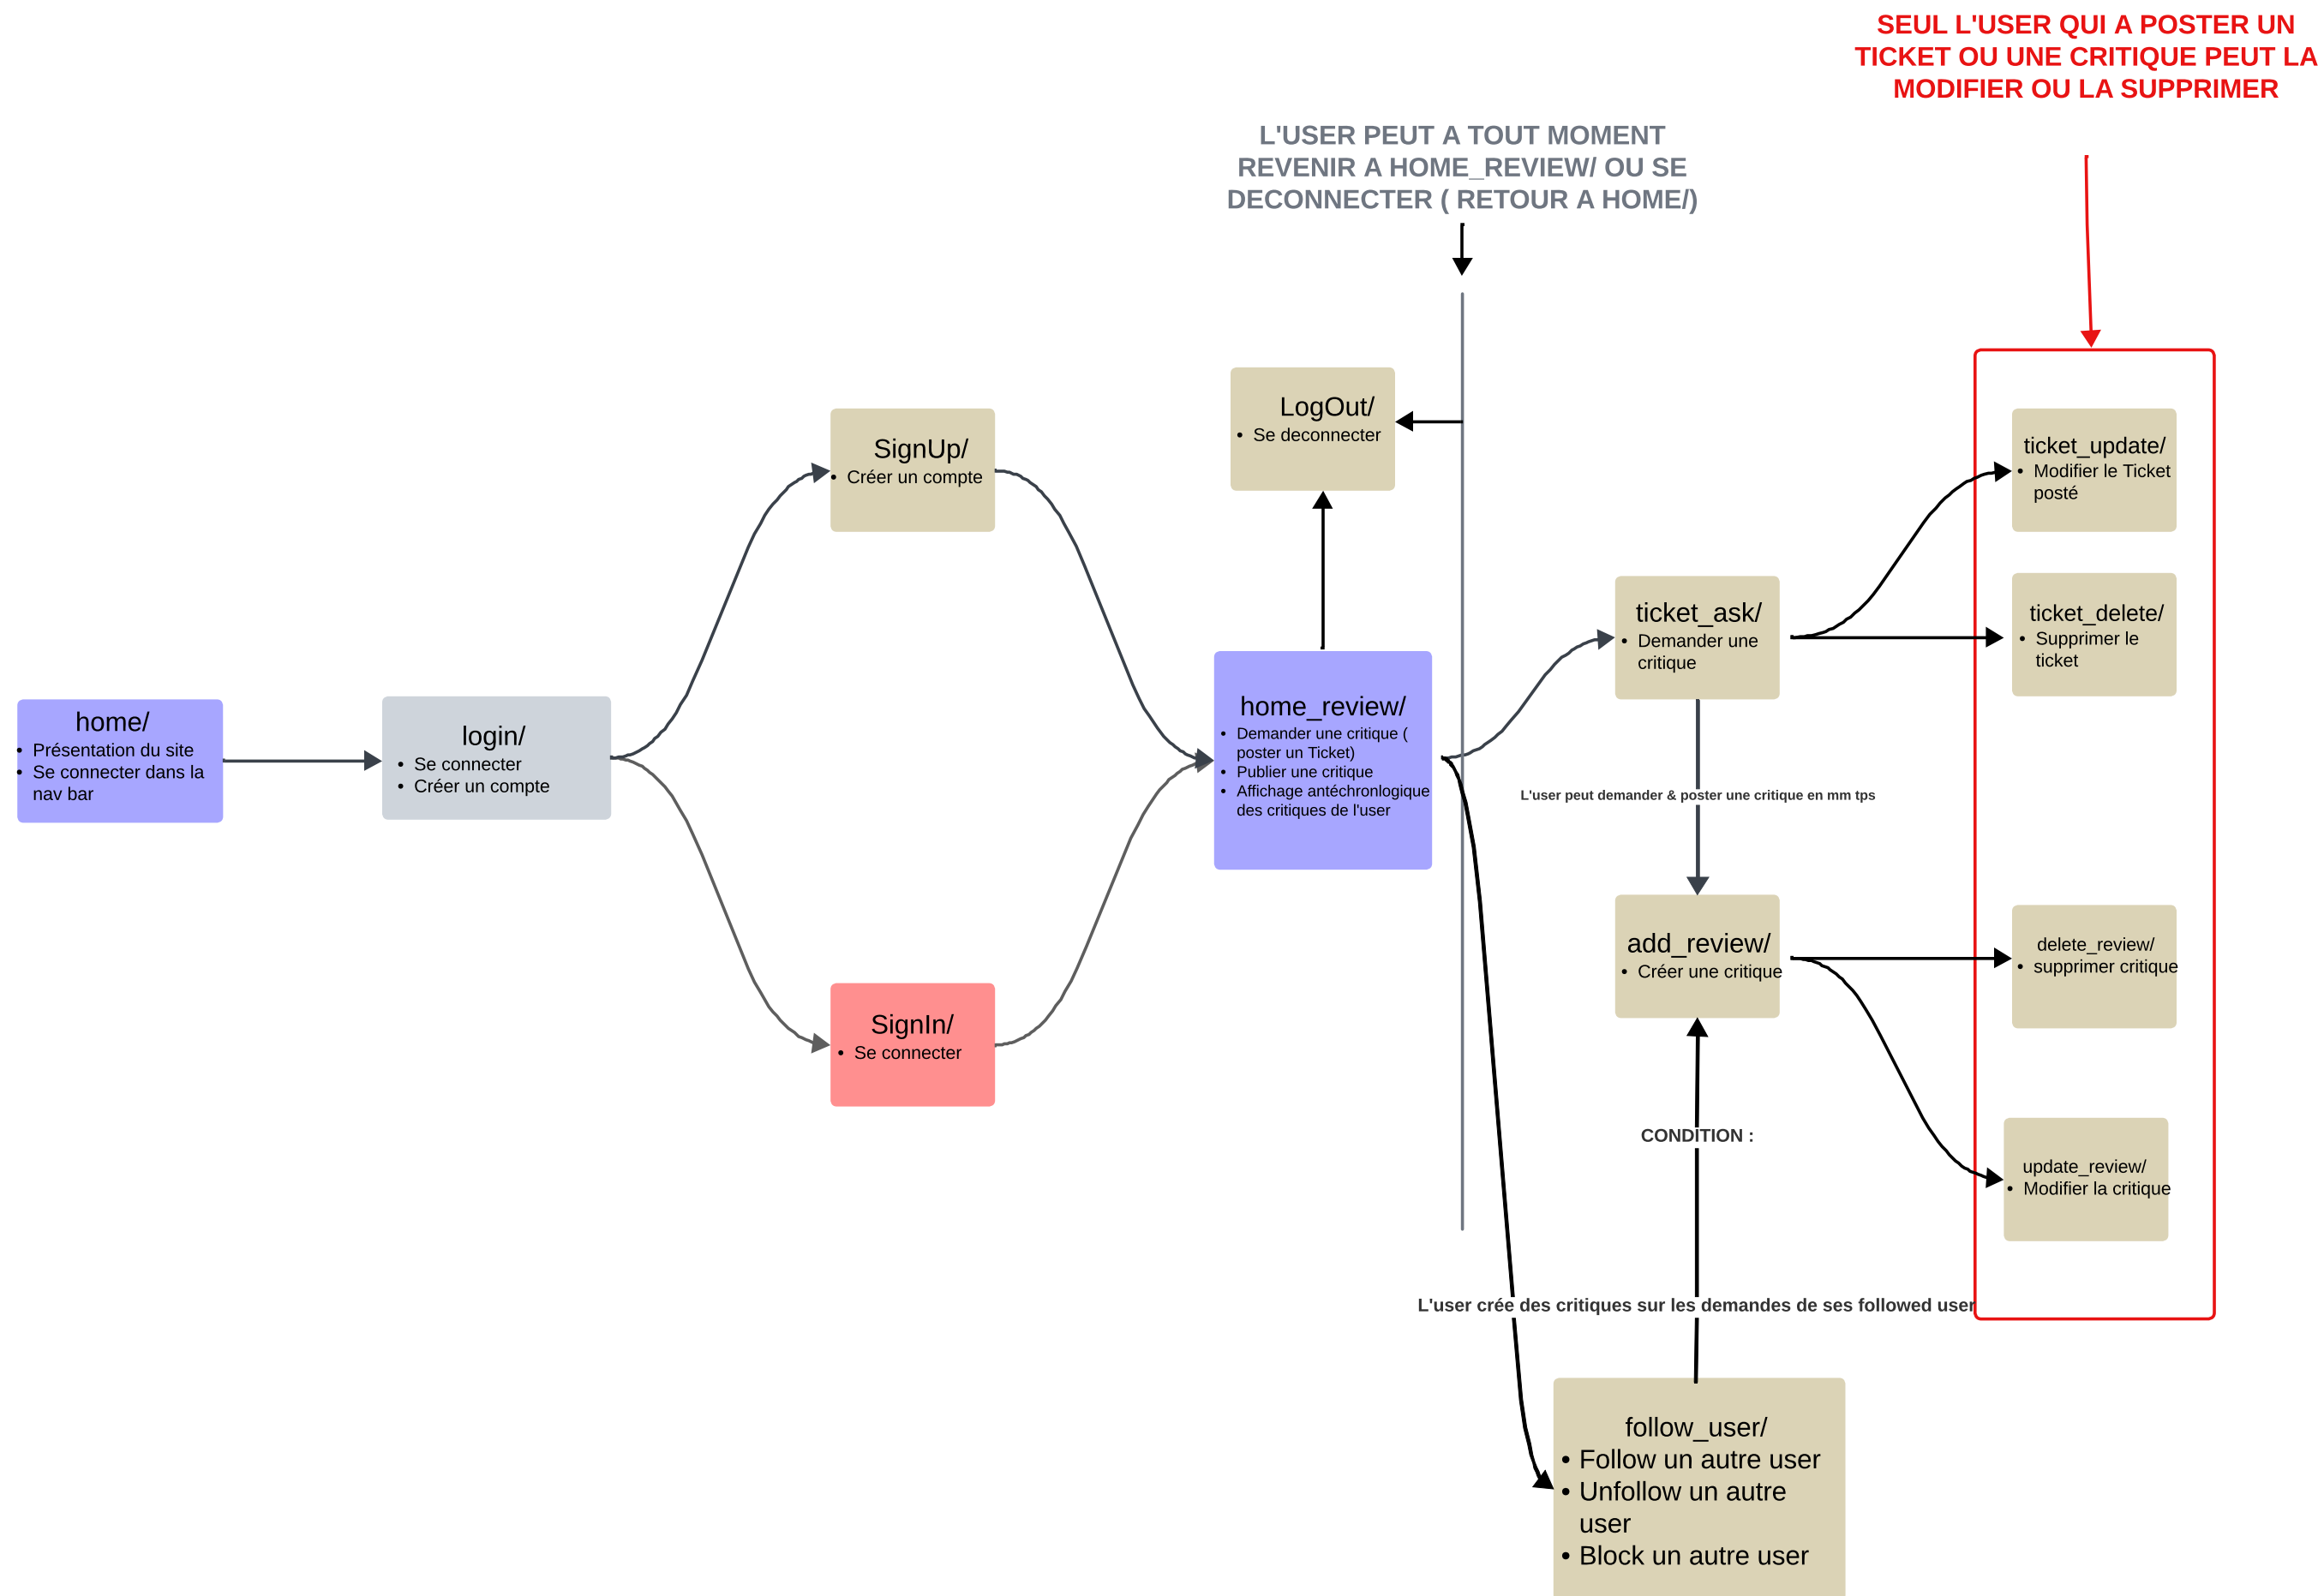 SEUL L'USER QUI A POSTER UN
TICKET OU UNE CRITIQUE PEUT LA
MODIFIER OU LA SUPPRIMER
L'USER PEUT A TOUT MOMENT
REVENIR A HOME_REVIEW/ OU SE
DECONNECTER ( RETOUR A HOME/)
home/
• Présentation du site
• Se connecter dans la
nav bar
login/
• Se connecter
• Créer un compte
SignUp/
• Créer un compte
SignIn/
• Se connecter
LogOut/
• Se deconnecter
home_review/
• Demander une critique (
poster un Ticket)
• Publier une critique
• Affichage antéchronlogique
des critiques de l'user
ticket_ask/
• Demander une
critique
L'user peut demander & poster une critique en mm tps
add_review/
• Créer une critique
CONDITION :
L'user crée des critiques sur les demandes de ses followed user
follow_user/
• Follow un autre user
• Unfollow un autre
user
• Block un autre user
ticket_update/
• Modifier le Ticket
posté
ticket_delete/
• Supprimer le
ticket
delete_review/
• supprimer critique
update_review/
• Modifier la critique